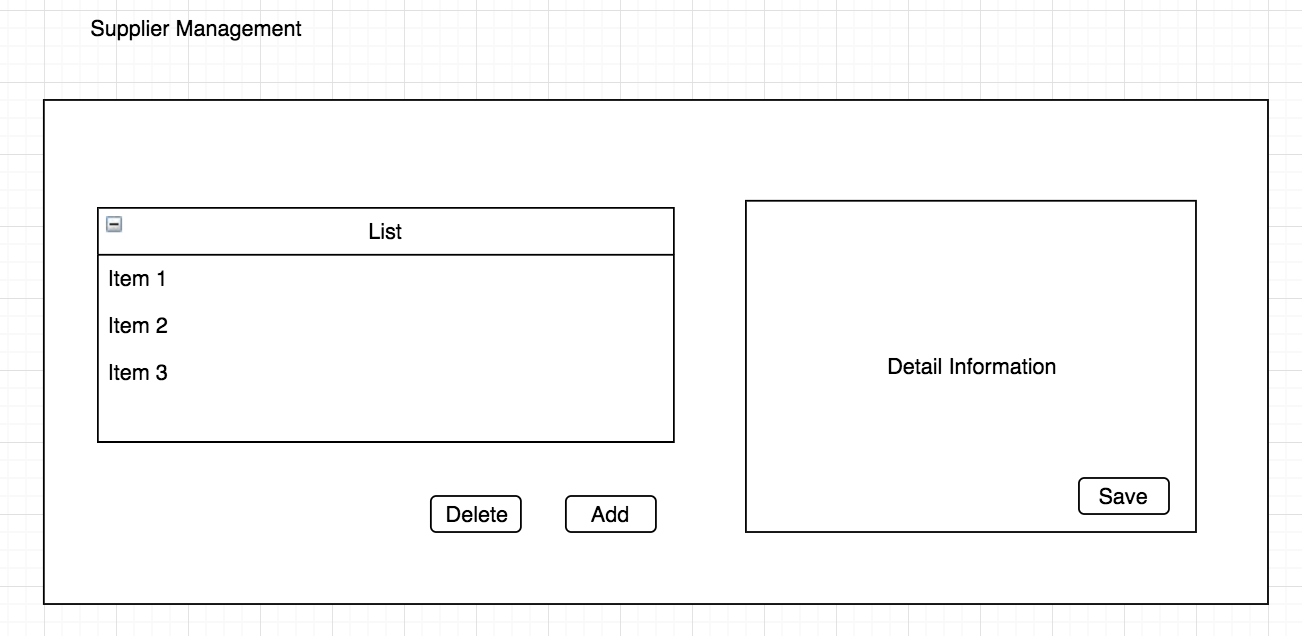 Supplier Management
List
Item 1
Item 2
Item 3
Delete
Add
Detail Information
Save